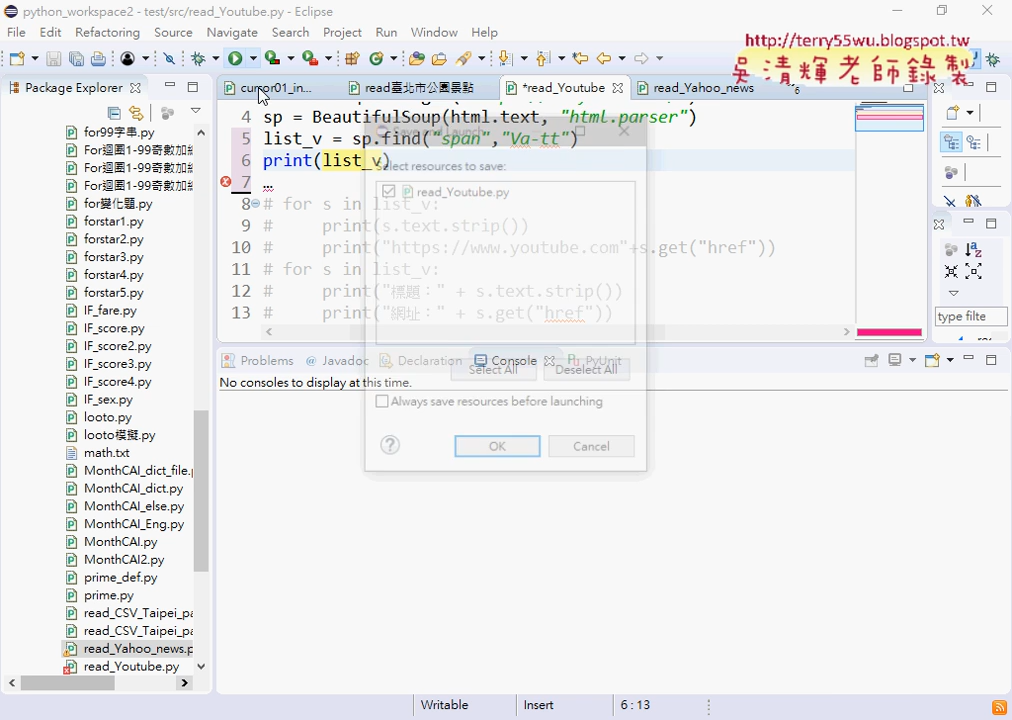 python_workspace2 - test/src/read_Youtube.py - Eclipse
File Edit Refactoring Source Navigate Search Project Run Window Help
http://terry55wu.blogspot.tw
吳清輝老師錄製
Package Explorer
cursor01_in... read臺北市公園景點 *read_Youtube read_Yahoo_news 6
for99字串.py
For迴圈1-99奇數加總
For迴圈1-99奇數加總
For迴圈1-99奇數加總
for變化題.py
forstar1.py
forstar2.py
forstar3.py
forstar4.py
forstar5.py
IF_fare.py
IF_score.py
IF_score2.py
IF_score3.py
IF_score4.py
IF_sex.py
looto.py
looto模擬.py
math.txt
MonthCAI_dict_file.p
MonthCAI_dict.py
MonthCAI_else.py
MonthCAI_Eng.py
MonthCAI.py
MonthCAI2.py
prime_def.py
prime.py
read_CSV_Taipei_pa
read_CSV_Taipei_pa
read_Yahoo_news.p
read_Youtube.py
4 sp = BeautifulSoup(html.text, "html.parser")
5 list_v = sp.find("span","Va-tt")
6 print(list_v)
7 …
8 # for s in list_v:
9 # print(s.text.strip())
10 # print("https://www.youtube.com"+s.get("href"))
11 # for s in list_v:
12 # print("標題：" + s.text.strip())
13 # print("網址：" + s.get("href"))
Save and Launch
Select resources to save:
read_Youtube.py
Select All Deselect All
Always save resources before launching
OK Cancel
type filte
Problems Javadoc Declaration Console PyUnit
No consoles to display at this time.
Writable Insert 6 : 13